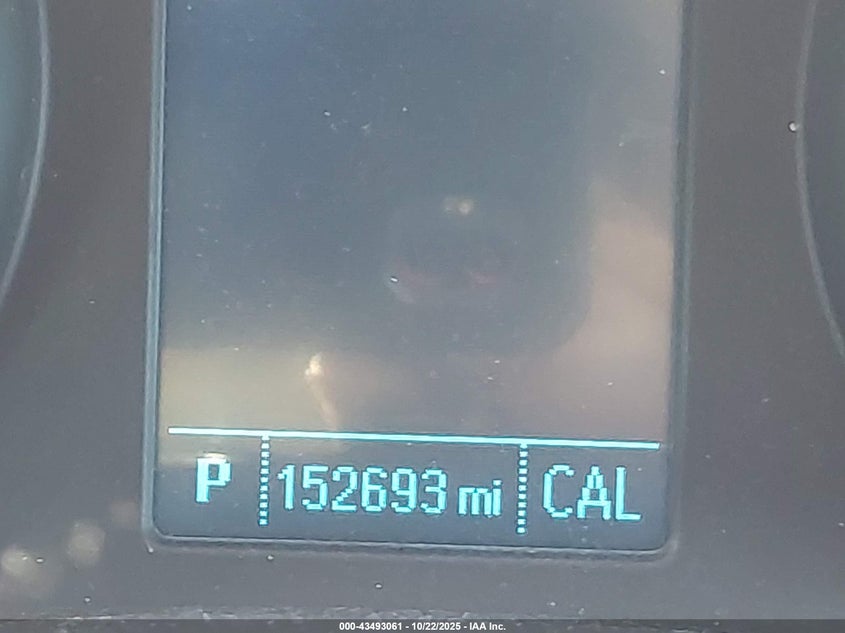 P 152693 mi CAL
000-43493061 - 10/22/2025 - IAA Inc.